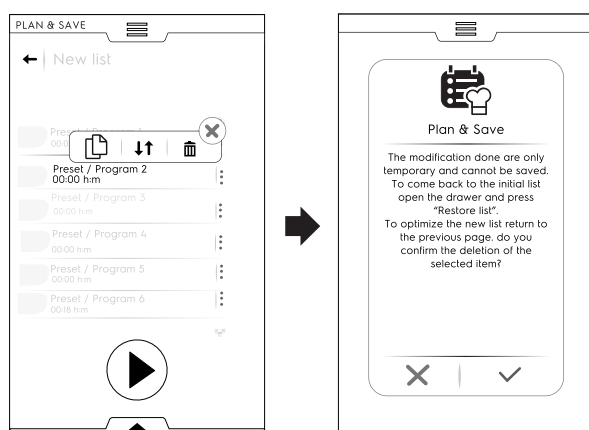 PLAN & SAVE
New list
Preset / Program 2
00:00 h:m
Preset / Program 3
00:00 h:m
Preset / Program 4
00:00 h:m
Preset / Program 5
00:00 h:m
Preset / Program 6
00:18 h:m
Plan & Save
The modification done are only
temporary and cannot be saved.
To come back to the initial list
open the drawer and press
“Restore list”.
To optimize the new list return to
the previous page. do you
confirm the deletion of the
selected item?